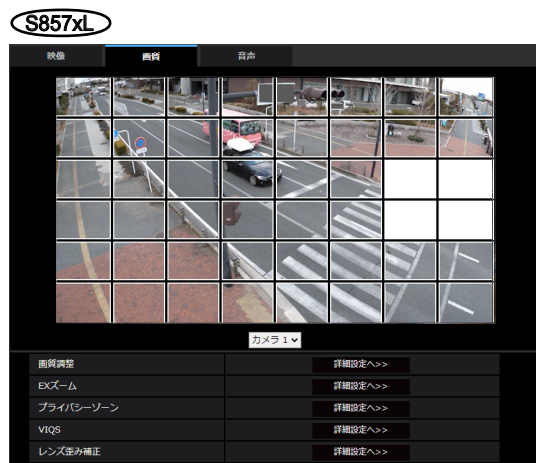 S857xL
映像 画質 音声
カメラ 1
画質調整 詳細設定へ>>
EXズーム 詳細設定へ>>
プライバシーゾーン 詳細設定へ>>
VIQS 詳細設定へ>>
レンズ歪み補正 詳細設定へ>>